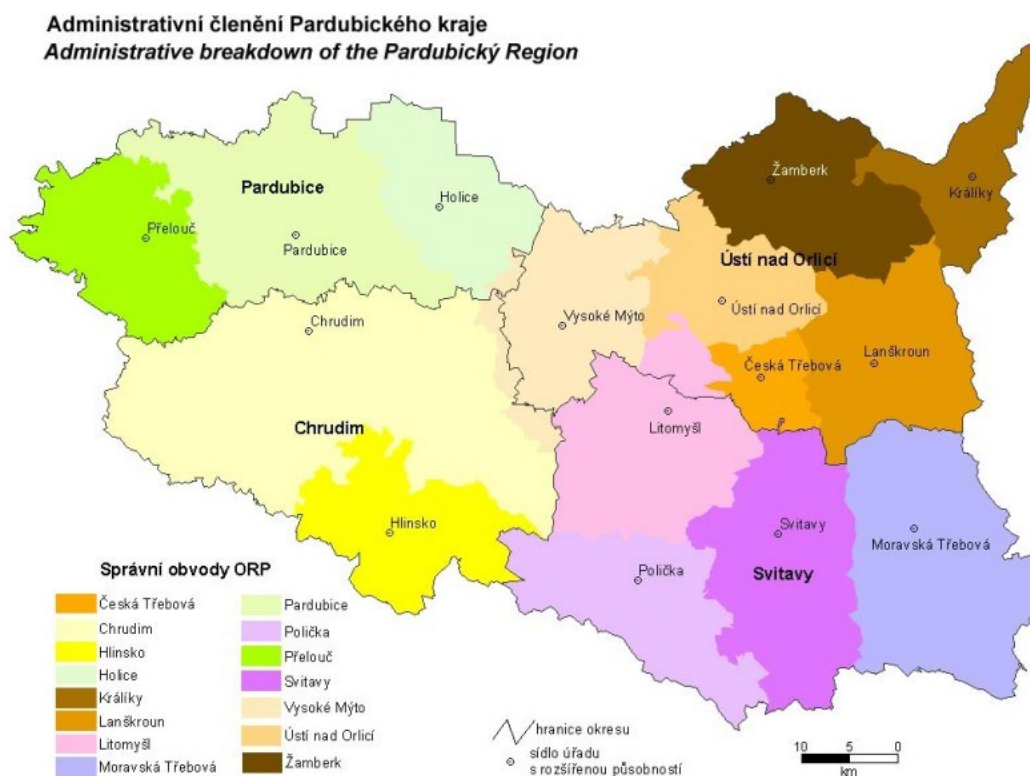 Administrativní členění Pardubického kraje
Administrative breakdown of the Pardubický Region
Žamberk
Králíky
Pardubice
Holice
Přelouč
Pardubice
Ústí nad Orlicí
Ústí nad Orlicí
Chrudim
Vysoké Mýto
Česká Třebová
Lanškroun
Litomyšl
Chrudim
Hlinsko
Svitavy
Moravská Třebová
Polička
Svitavy
Správní obvody ORP
Česká Třebová
Chrudim
Hlinsko
Holice
Králíky
Lanškroun
Litomyšl
Moravská Třebová
Pardubice
Polička
Přelouč
Svitavy
Vysoké Mýto
Ústí nad Orlicí
Žamberk
hranice okresu
sídlo úřadu
s rozšířenou působností
10 5 0
km